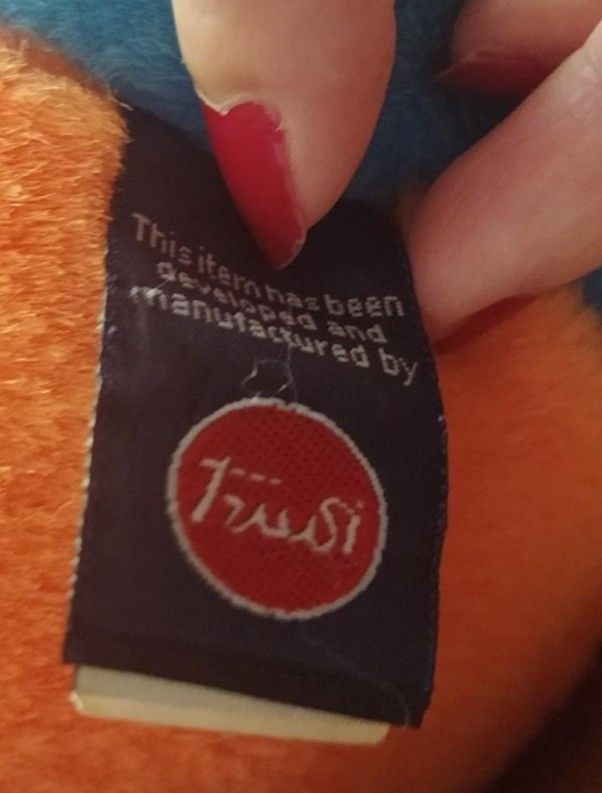 This item has been
developed and
manufactured by
Trudi